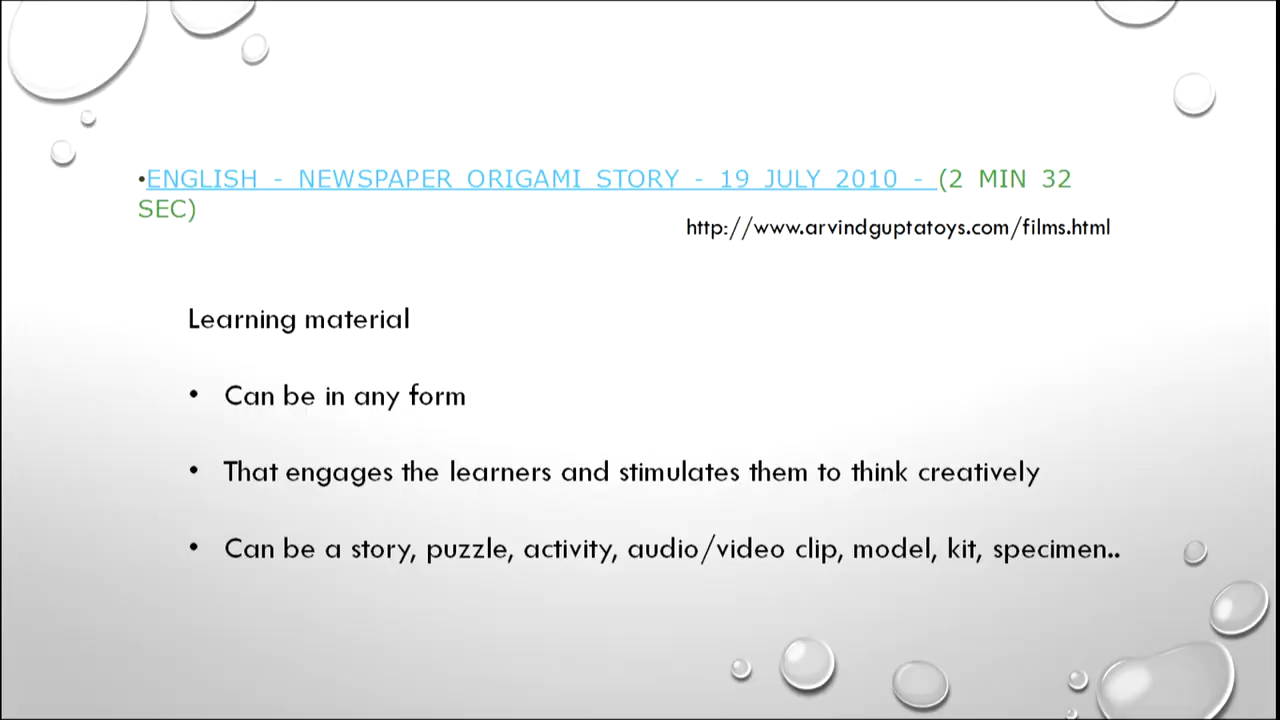 •ENGLISH - NEWSPAPER ORIGAMI STORY - 19 JULY 2010 - (2 MIN 32
SEC)
http://www.arvindguptatoys.com/films.html
Learning material
• Can be in any form
• That engages the learners and stimulates them to think creatively
• Can be a story, puzzle, activity, audio/video clip, model, kit, specimen..